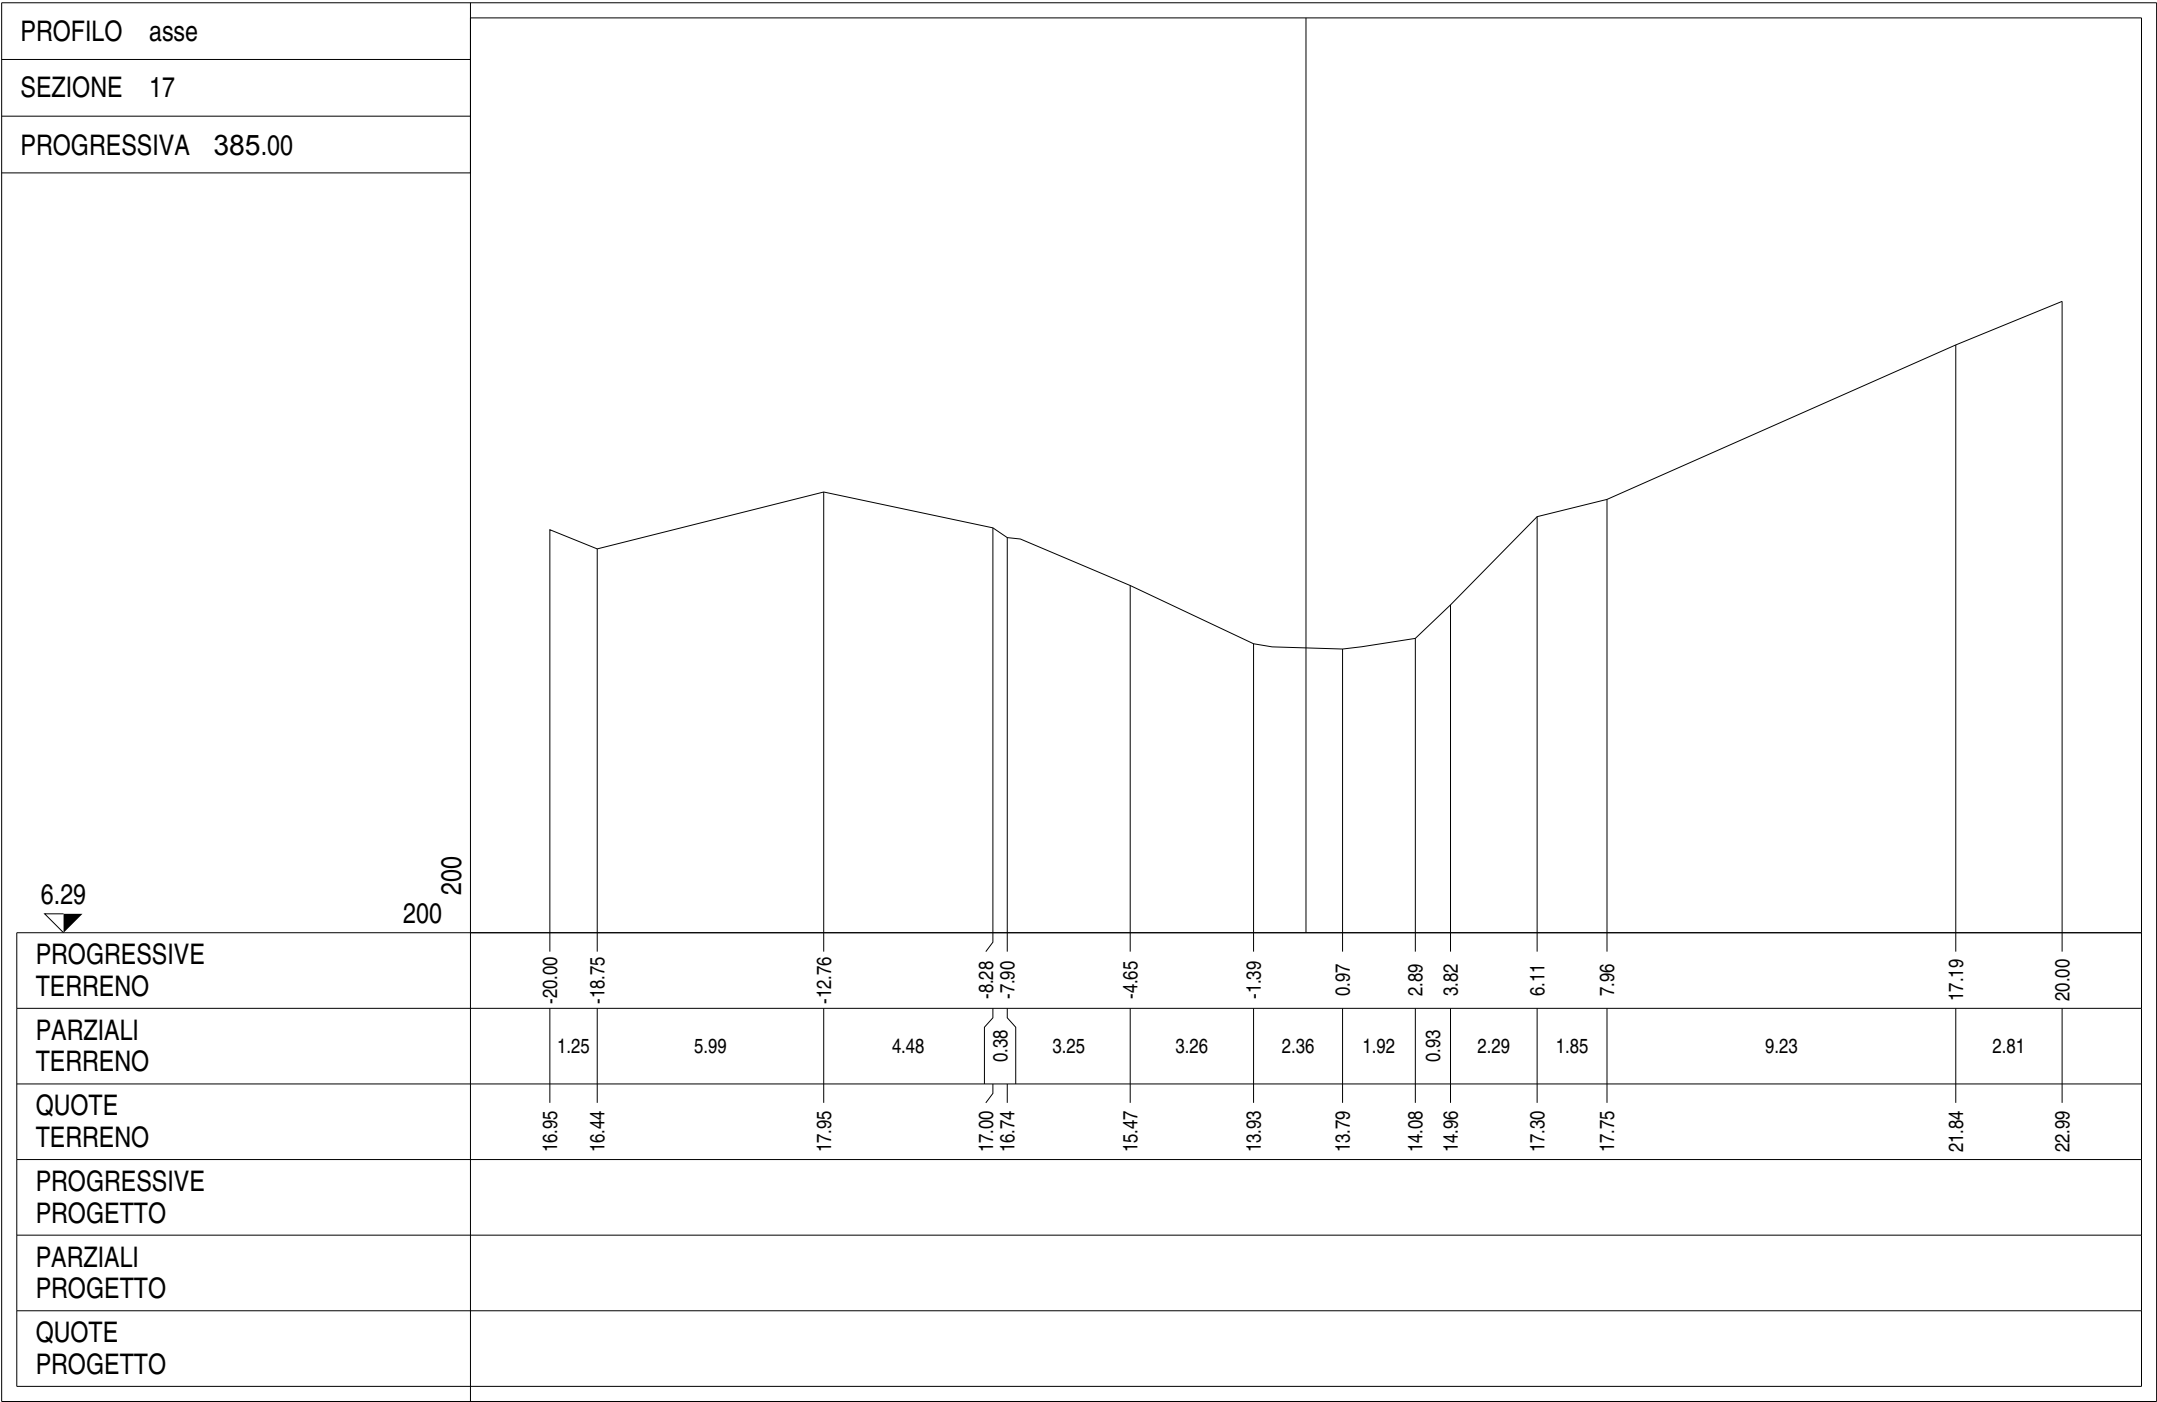 PROFILO asse
SEZIONE 17
PROGRESSIVA 385.00
200
6.29
200
PROGRESSIVE
TERRENO
-20.00 -18.75 -12.76 -8.28 -7.90 -4.65 -1.39 0.97 2.89 3.82 6.11 7.96 17.19 20.00
PARZIALI
TERRENO
1.25 5.99 4.48 0.38 3.25 3.26 2.36 1.92 0.93 2.29 1.85 9.23 2.81
QUOTE
TERRENO
16.95 16.44 17.95 17.00 16.74 15.47 13.93 13.79 14.08 14.96 17.30 17.75 21.84 22.99
PROGRESSIVE
PROGETTO
PARZIALI
PROGETTO
QUOTE
PROGETTO